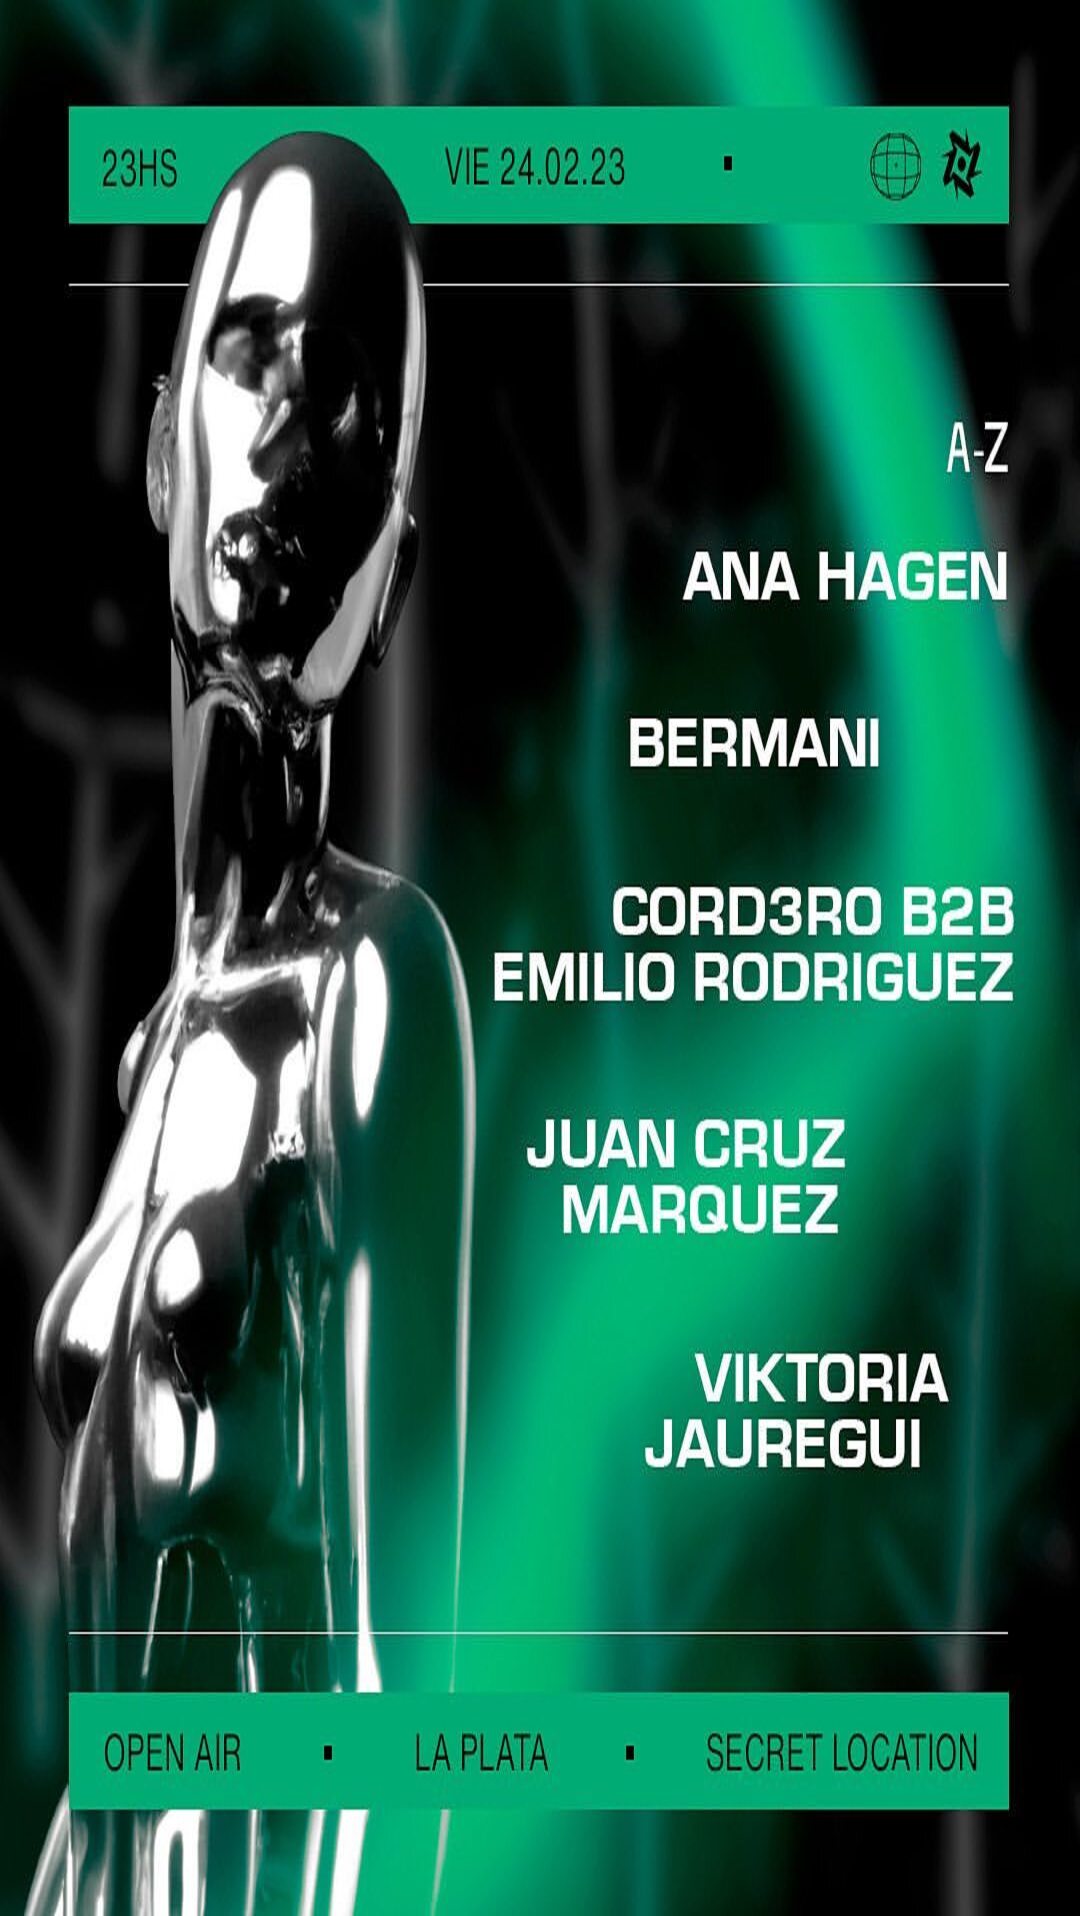 23HS VIE 24.02.23
A-Z
ANA HAGEN
BERMANI
CORD3RO B2B
EMILIO RODRIGUEZ
JUAN CRUZ
MARQUEZ
VIKTORIA
JAUREGUI
OPEN AIR ▪ LA PLATA ▪ SECRET LOCATION